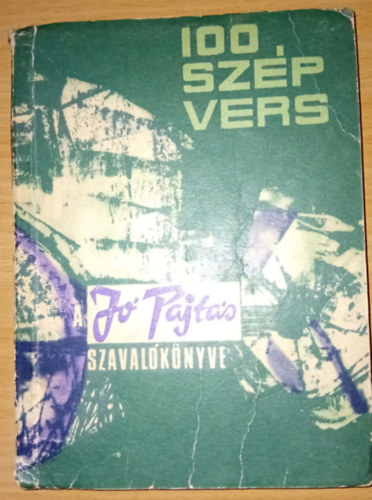 100
SZÉP
VERS
A Jó Pajtás
SZAVALÓKÖNYVE